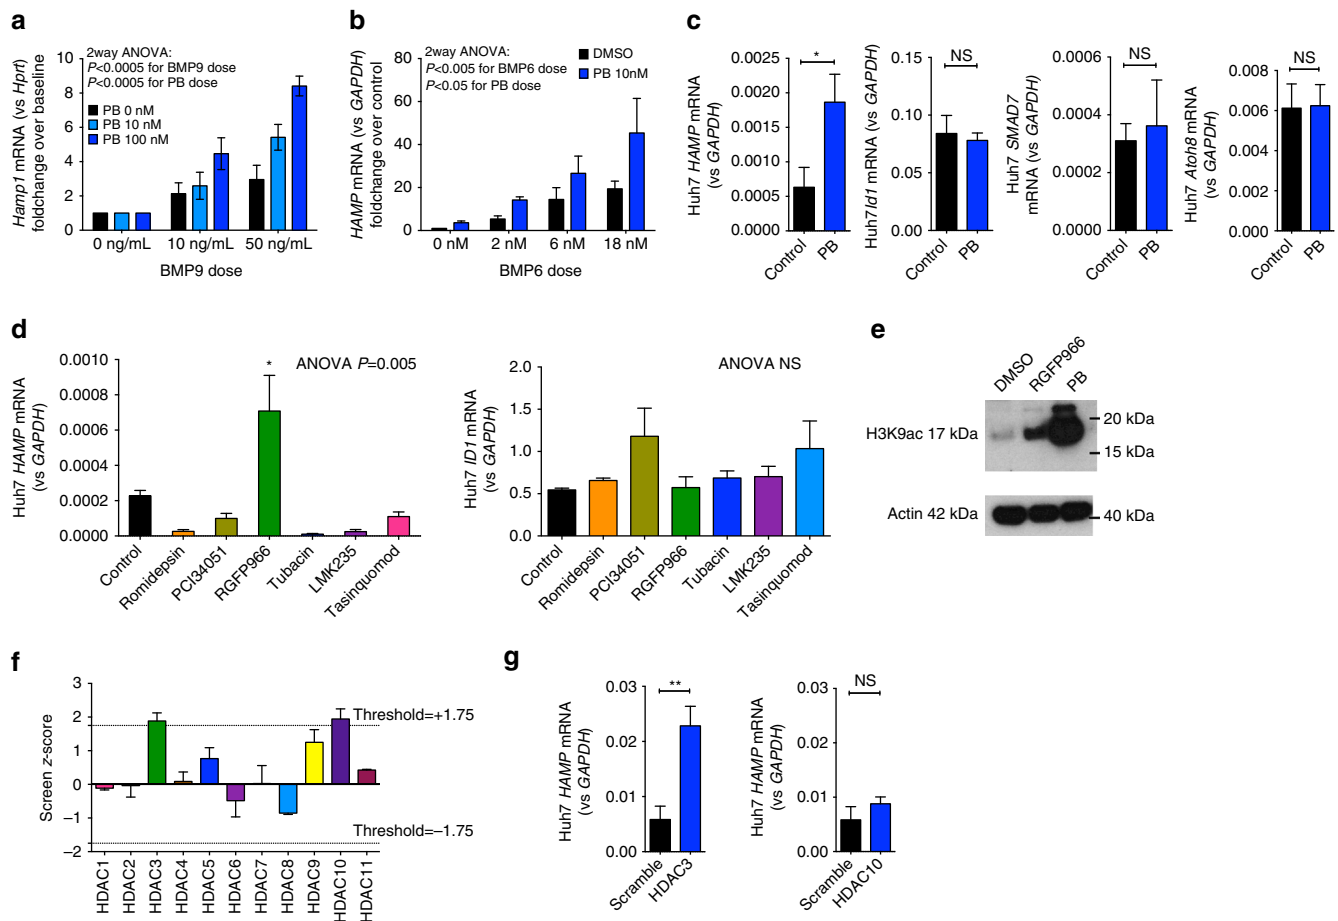 a
2way ANOVA:
P<0.0005 for BMP9 dose
P<0.0005 for PB dose
PB 0 nM
PB 10 nM
PB 100 nM
Hamp1 mRNA (vs Hprt)
foldchange over baseline
10
8
6
4
2
0
0 ng/mL
10 ng/mL
50 ng/mL
BMP9 dose
b
2way ANOVA:
P<0.005 for BMP6 dose
P<0.05 for PB dose
DMSO
PB 10nM
HAMP mRNA (vs GAPDH)
foldchange over control
80
60
40
20
0
0 nM
2 nM
6 nM
18 nM
BMP6 dose
c
Huh7 HAMP mRNA
(vs GAPDH)
0.0025
0.0020
0.0015
0.0010
0.0005
0.0000
*
Control
PB
Huh7 Id1 mRNA (vs GAPDH)
0.15
0.10
0.05
0.00
NS
Control
PB
Huh7 SMAD7
mRNA (vs GAPDH)
0.0006
0.0004
0.0002
0.0000
NS
Control
PB
Huh7 Atoh8 mRNA
(vs GAPDH)
0.008
0.006
0.004
0.002
0.000
NS
Control
PB
d
Huh7 HAMP mRNA
(vs GAPDH)
0.0010
0.0008
0.0006
0.0004
0.0002
0.0000
*
ANOVA P=0.005
Control
Romidepsin
PCI34051
RGFP966
Tubacin
LMK235
Tasinquomod
Huh7 ID1 mRNA
(vs GAPDH)
2.0
1.5
1.0
0.5
0.0
ANOVA NS
Control
Romidepsin
PCI34051
RGFP966
Tubacin
LMK235
Tasinquomod
e
DMSO
RGFP966
PB
H3K9ac 17 kDa
20 kDa
15 kDa
Actin 42 kDa
40 kDa
f
Screen z-score
3
2
1
0
−1
−2
Threshold=+1.75
Threshold=−1.75
HDAC1
HDAC2
HDAC3
HDAC4
HDAC5
HDAC6
HDAC7
HDAC8
HDAC9
HDAC10
HDAC11
g
Huh7 HAMP mRNA
(vs GAPDH)
0.03
0.02
0.01
0.00
**
Scramble
HDAC3
Huh7 HAMP mRNA
(vs GAPDH)
0.03
0.02
0.01
0.00
NS
Scramble
HDAC10